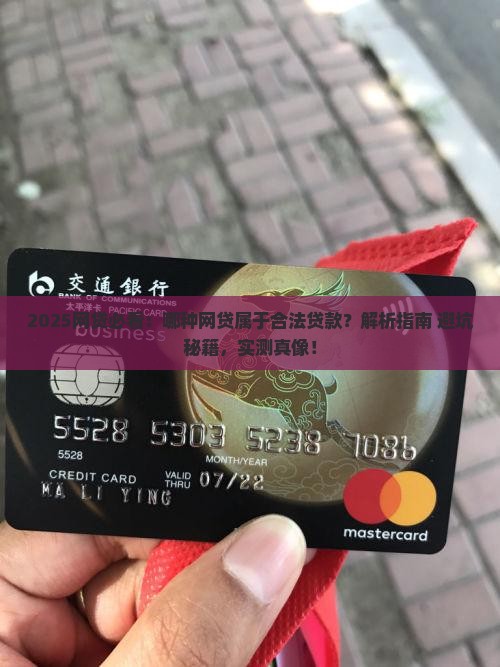 交通銀行
BANK OF COMMUNICATIONS
太平洋卡 PACIFIC CARD
2025 哪种网贷属于合法贷款？解析指南 避坑
秘籍，实测真像！
Business
5528 5303 5238 1086
5528
MONTH/YEAR
CREDIT CARD VALID THRU 07/22
MA LI YING
mastercard